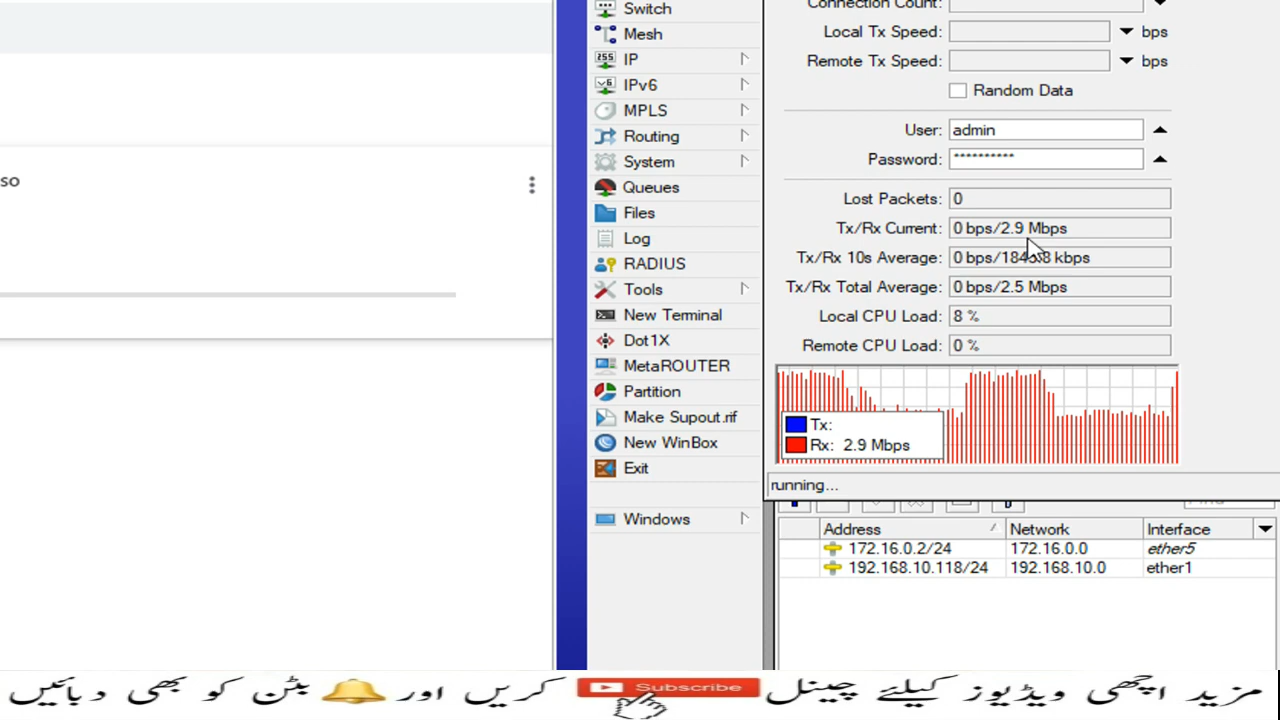 so
Switch
Mesh
IP
IPv6
MPLS
Routing
System
Queues
Files
Log
RADIUS
Tools
New Terminal
Dot1X
MetaROUTER
Partition
Make Supout.rif
New WinBox
Exit
Windows
Connection Count:
Local Tx Speed: bps
Remote Tx Speed: bps
Random Data
User: admin
Password: **********
Lost Packets: 0
Tx/Rx Current: 0 bps/2.9 Mbps
Tx/Rx 10s Average: 0 bps/184 8 kbps
Tx/Rx Total Average: 0 bps/2.5 Mbps
Local CPU Load: 8 %
Remote CPU Load: 0 %
Tx:
Rx: 2.9 Mbps
running...
Address Network Interface
172.16.0.2/24 172.16.0.0 ether5
192.168.10.118/24 192.168.10.0 ether1
مزید اچھی ویڈیوز کیلئے چینل Subscribe کریں اور بٹن کو بھی دبائیں